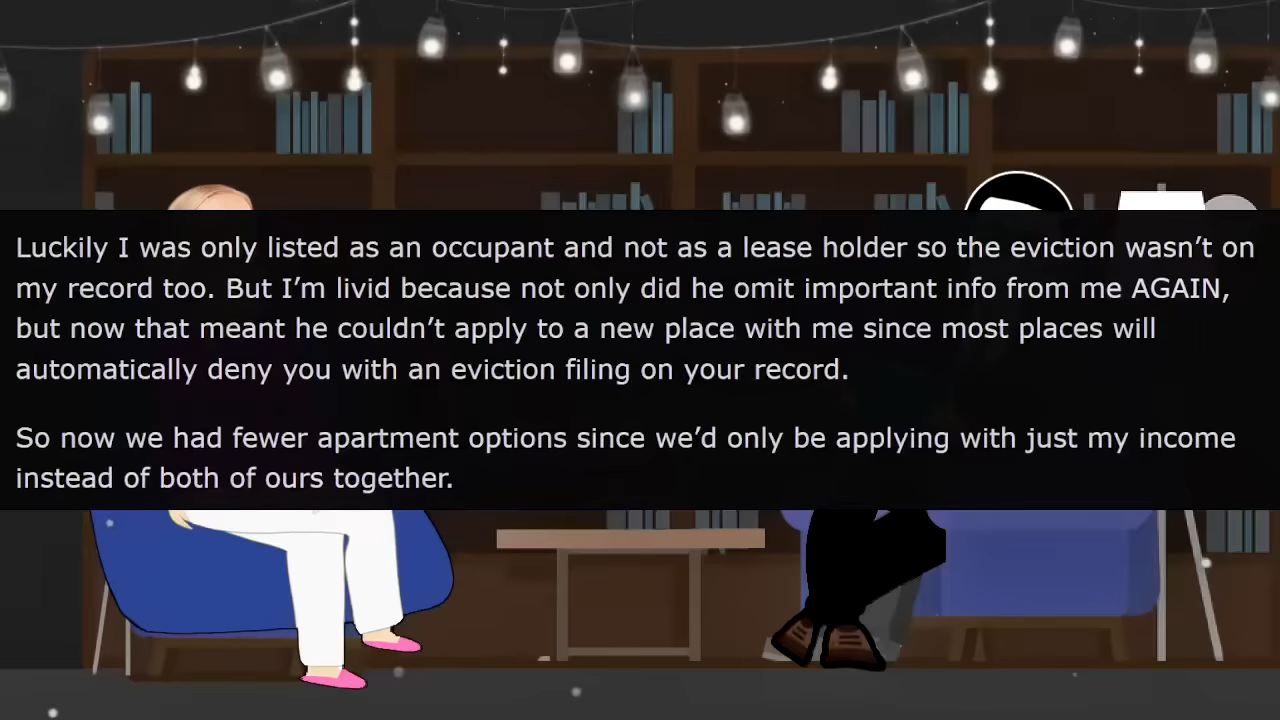 Luckily I was only listed as an occupant and not as a lease holder so the eviction wasn’t on
my record too. But I’m livid because not only did he omit important info from me AGAIN,
but now that meant he couldn’t apply to a new place with me since most places will
automatically deny you with an eviction filing on your record.
So now we had fewer apartment options since we’d only be applying with just my income
instead of both of ours together.